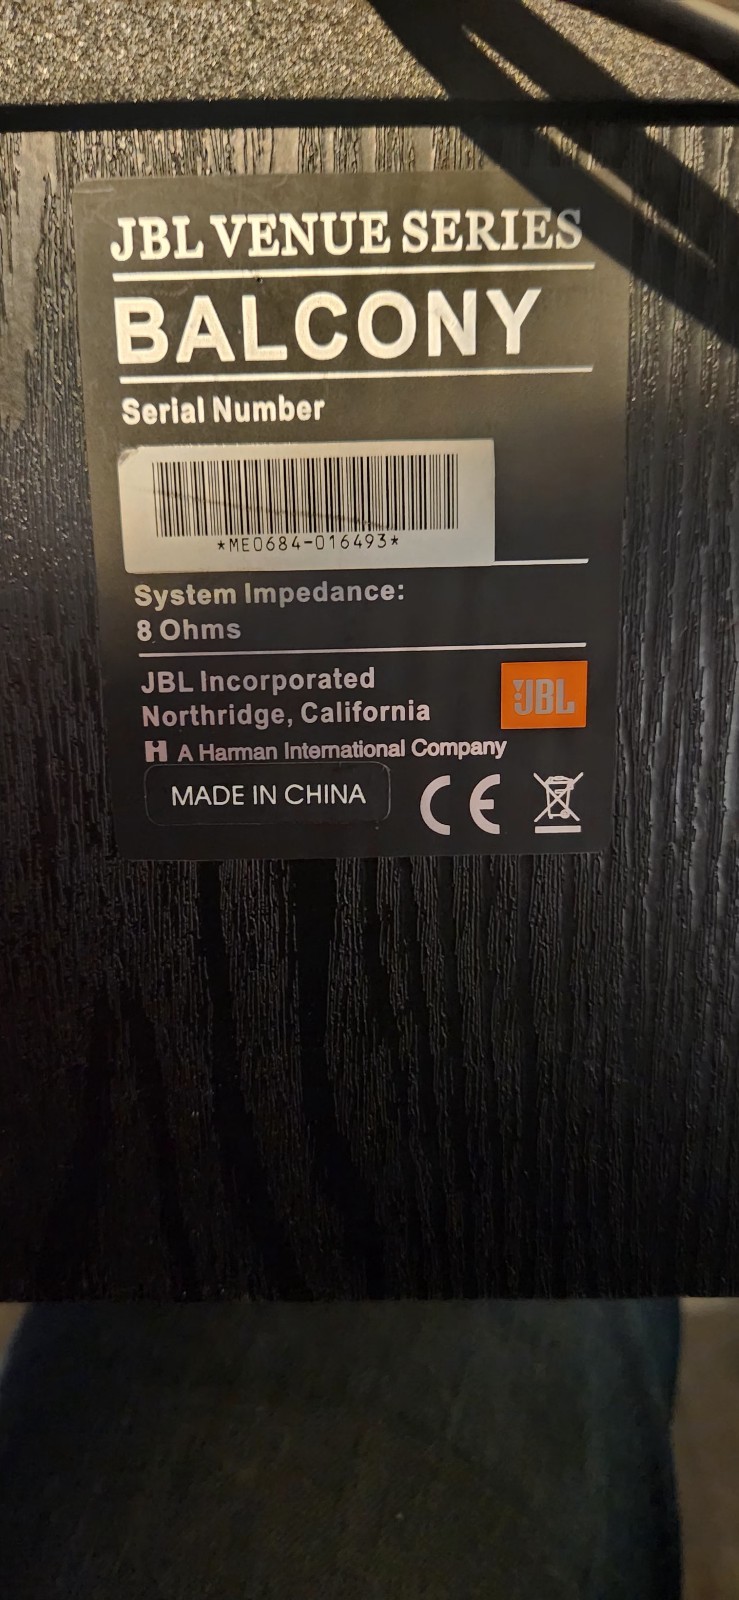 JBL VENUE SERIES
BALCONY
Serial Number
*ME0684-016493*
System Impedance:
8 Ohms
JBL Incorporated
Northridge, California
JBL
H A Harman International Company
MADE IN CHINA
CE